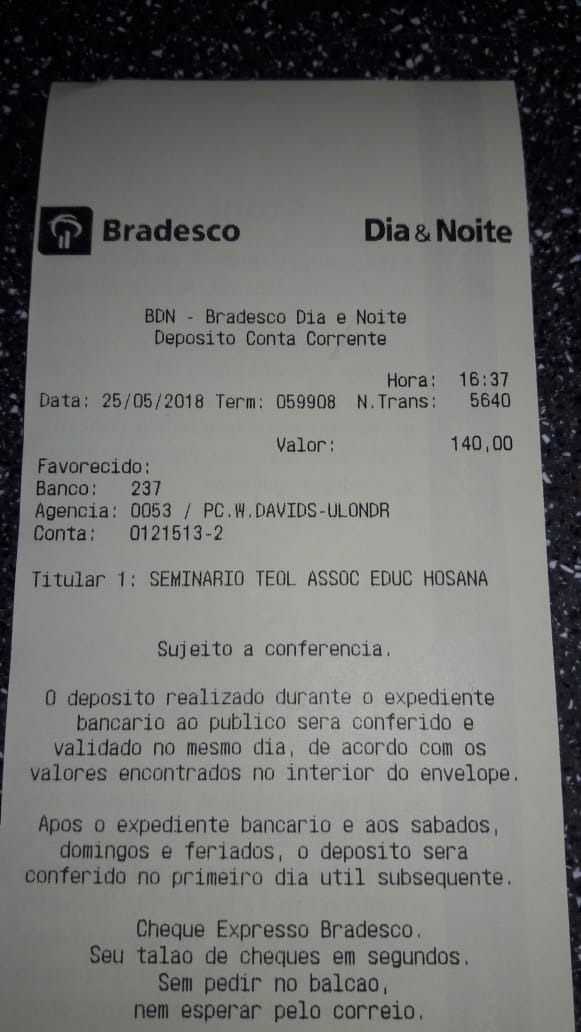 Bradesco Dia & Noite
BDN - Bradesco Dia e Noite
Deposito Conta Corrente
Hora: 16:37
Data: 25/05/2018 Term: 059908 N.Trans: 5640
Valor: 140,00
Favorecido:
Banco: 237
Agencia: 0053 / PC.W.DAVIDS-ULONDR
Conta: 0121513-2
Titular 1: SEMINARIO TEOL ASSOC EDUC HOSANA
Sujeito a conferencia.
O deposito realizado durante o expediente
bancario ao publico sera conferido e
validado no mesmo dia, de acordo com os
valores encontrados no interior do envelope.
Apos o expediente bancario e aos sabados,
domingos e feriados, o deposito sera
conferido no primeiro dia util subsequente.
Cheque Expresso Bradesco.
Seu talao de cheques em segundos.
Sem pedir no balcao,
nem esperar pelo correio.